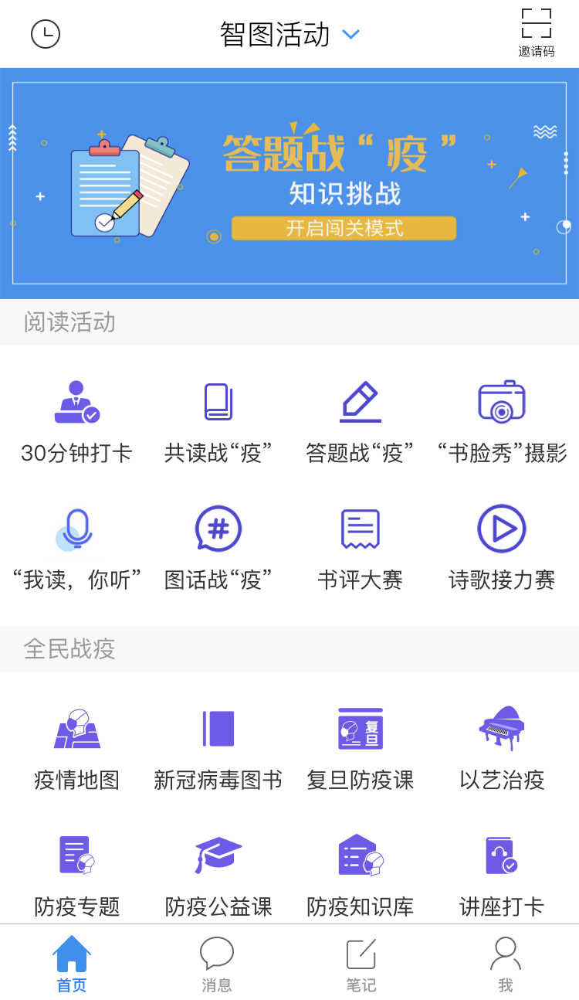 智图活动
邀请码
答题战“疫”
知识挑战
开启闯关模式
阅读活动
30分钟打卡 共读战“疫” 答题战“疫” “书脸秀”摄影
“我读，你听” 图话战“疫” 书评大赛 诗歌接力赛
全民战疫
复旦
疫情地图 新冠病毒图书 复旦防疫课 以艺治疫
防疫专题 防疫公益课 防疫知识库 讲座打卡
首页 消息 笔记 我